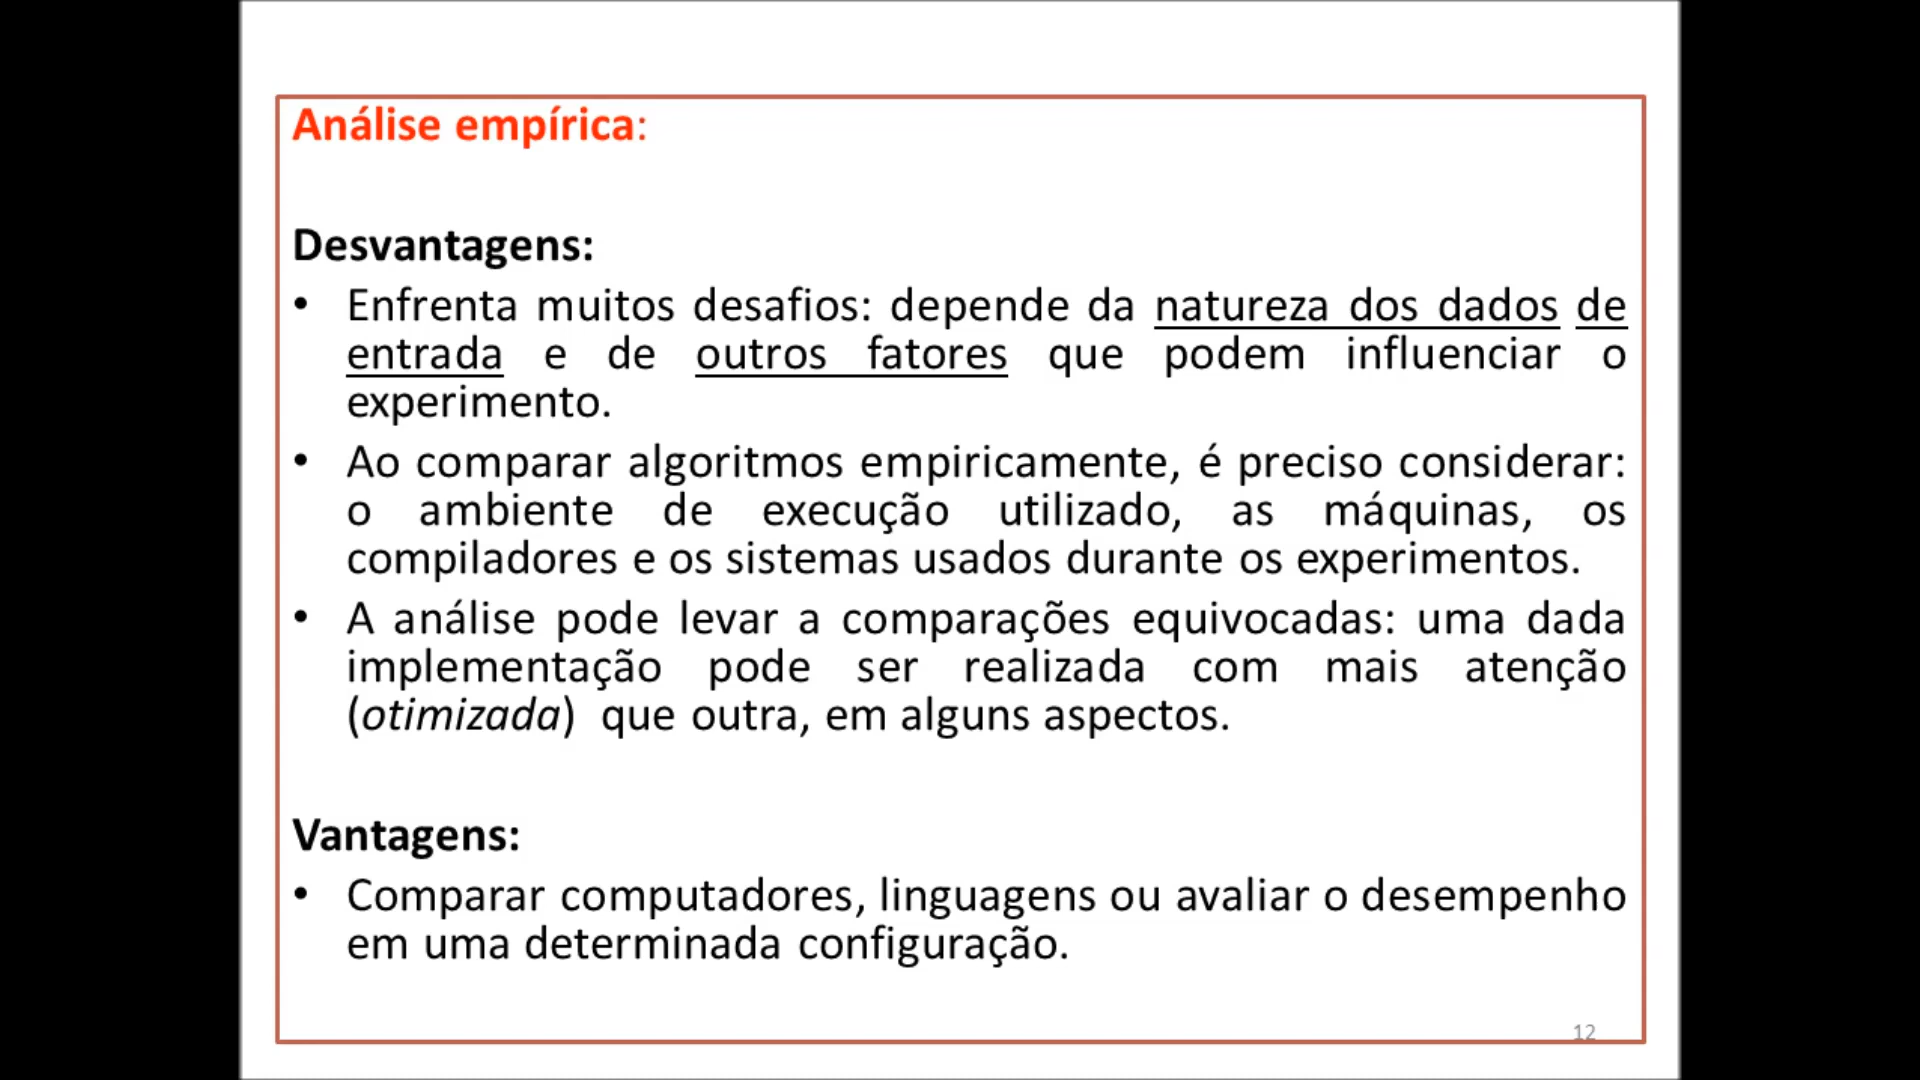 Análise empírica:
Desvantagens:
• Enfrenta muitos desafios: depende da natureza dos dados de
entrada e de outros fatores que podem influenciar o
experimento.
• Ao comparar algoritmos empiricamente, é preciso considerar:
o ambiente de execução utilizado, as máquinas, os
compiladores e os sistemas usados durante os experimentos.
• A análise pode levar a comparações equivocadas: uma dada
implementação pode ser realizada com mais atenção
(otimizada) que outra, em alguns aspectos.
Vantagens:
• Comparar computadores, linguagens ou avaliar o desempenho
em uma determinada configuração.
12